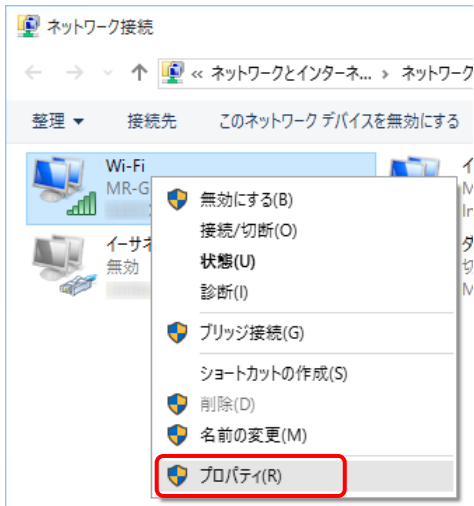 ネットワーク接続
« ネットワークとインターネ... › ネットワーク
整理 ▼ 接続先 このネットワーク デバイスを無効にする
Wi-Fi
MR-G
イーサネ
無効
無効にする(B)
接続/切断(O)
状態(U)
診断(I)
ブリッジ接続(G)
ショートカットの作成(S)
削除(D)
名前の変更(M)
プロパティ(R)